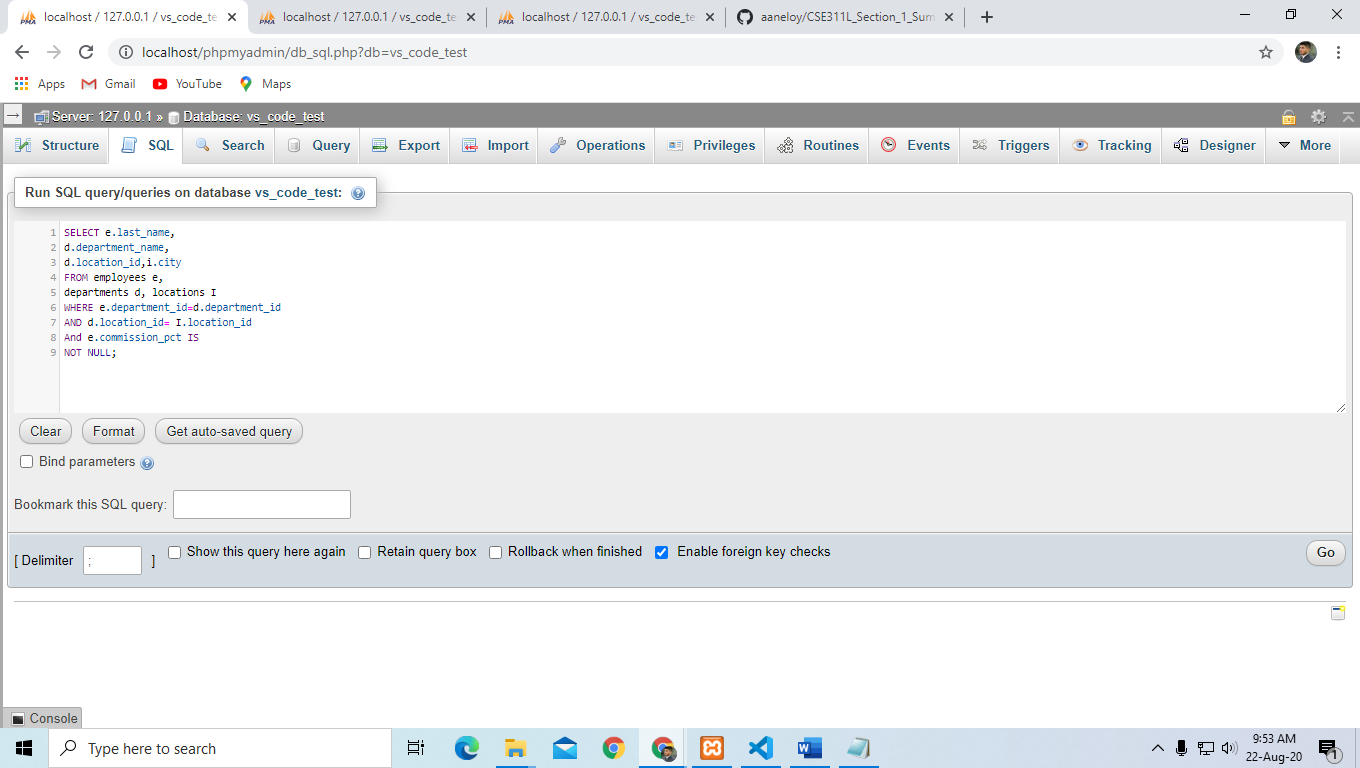 localhost / 127.0.0.1 / vs_code_te
localhost / 127.0.0.1 / vs_code_te
localhost / 127.0.0.1 / vs_code_te
aaneloy/CSE311L_Section_1_Sum
localhost/phpmyadmin/db_sql.php?db=vs_code_test
Apps
Gmail
YouTube
Maps
Server: 127.0.0.1 » Database: vs_code_test
Structure
SQL
Search
Query
Export
Import
Operations
Privileges
Routines
Events
Triggers
Tracking
Designer
More
Run SQL query/queries on database vs_code_test:
1 SELECT e.last_name,
2 d.department_name,
3 d.location_id,i.city
4 FROM employees e,
5 departments d, locations I
6 WHERE e.department_id=d.department_id
7 AND d.location_id= I.location_id
8 And e.commission_pct IS
9 NOT NULL;
Clear
Format
Get auto-saved query
Bind parameters
Bookmark this SQL query:
[ Delimiter ; ]
Show this query here again
Retain query box
Rollback when finished
Enable foreign key checks
Go
Console
Type here to search
9:53 AM
22-Aug-20
1